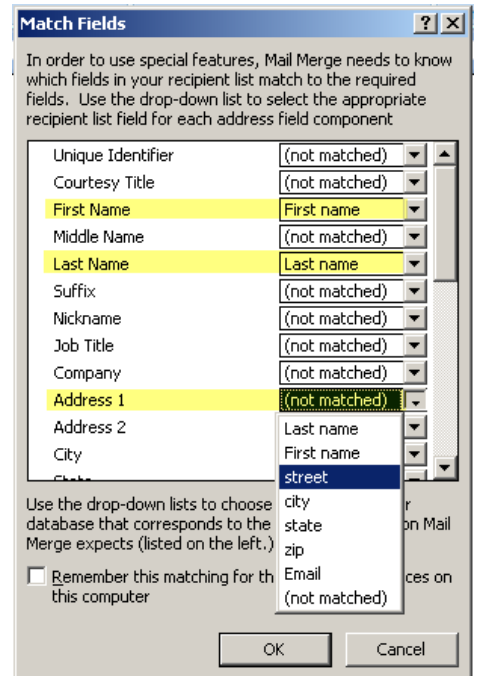 Match Fields
In order to use special features, Mail Merge needs to know
which fields in your recipient list match to the required
fields. Use the drop-down list to select the appropriate
recipient list field for each address field component
Unique Identifier (not matched)
Courtesy Title (not matched)
First Name First name
Middle Name (not matched)
Last Name Last name
Suffix (not matched)
Nickname (not matched)
Job Title (not matched)
Company (not matched)
Address 1 (not matched)
Address 2
City
Last name
First name
street
city
state
zip
Email
(not matched)
Use the drop-down lists to choose r
database that corresponds to the on Mail
Merge expects (listed on the left.)
Remember this matching for th ces on
this computer
OK Cancel